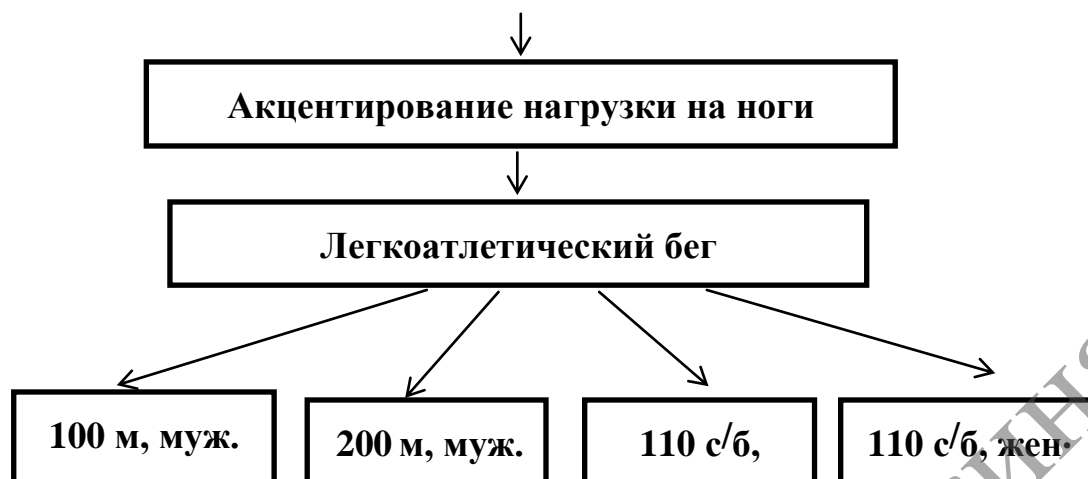 Акцентирование нагрузки на ноги
Легкоатлетический бег
100 м, муж.
200 м, муж.
110 с/б,
110 с/б, жен.